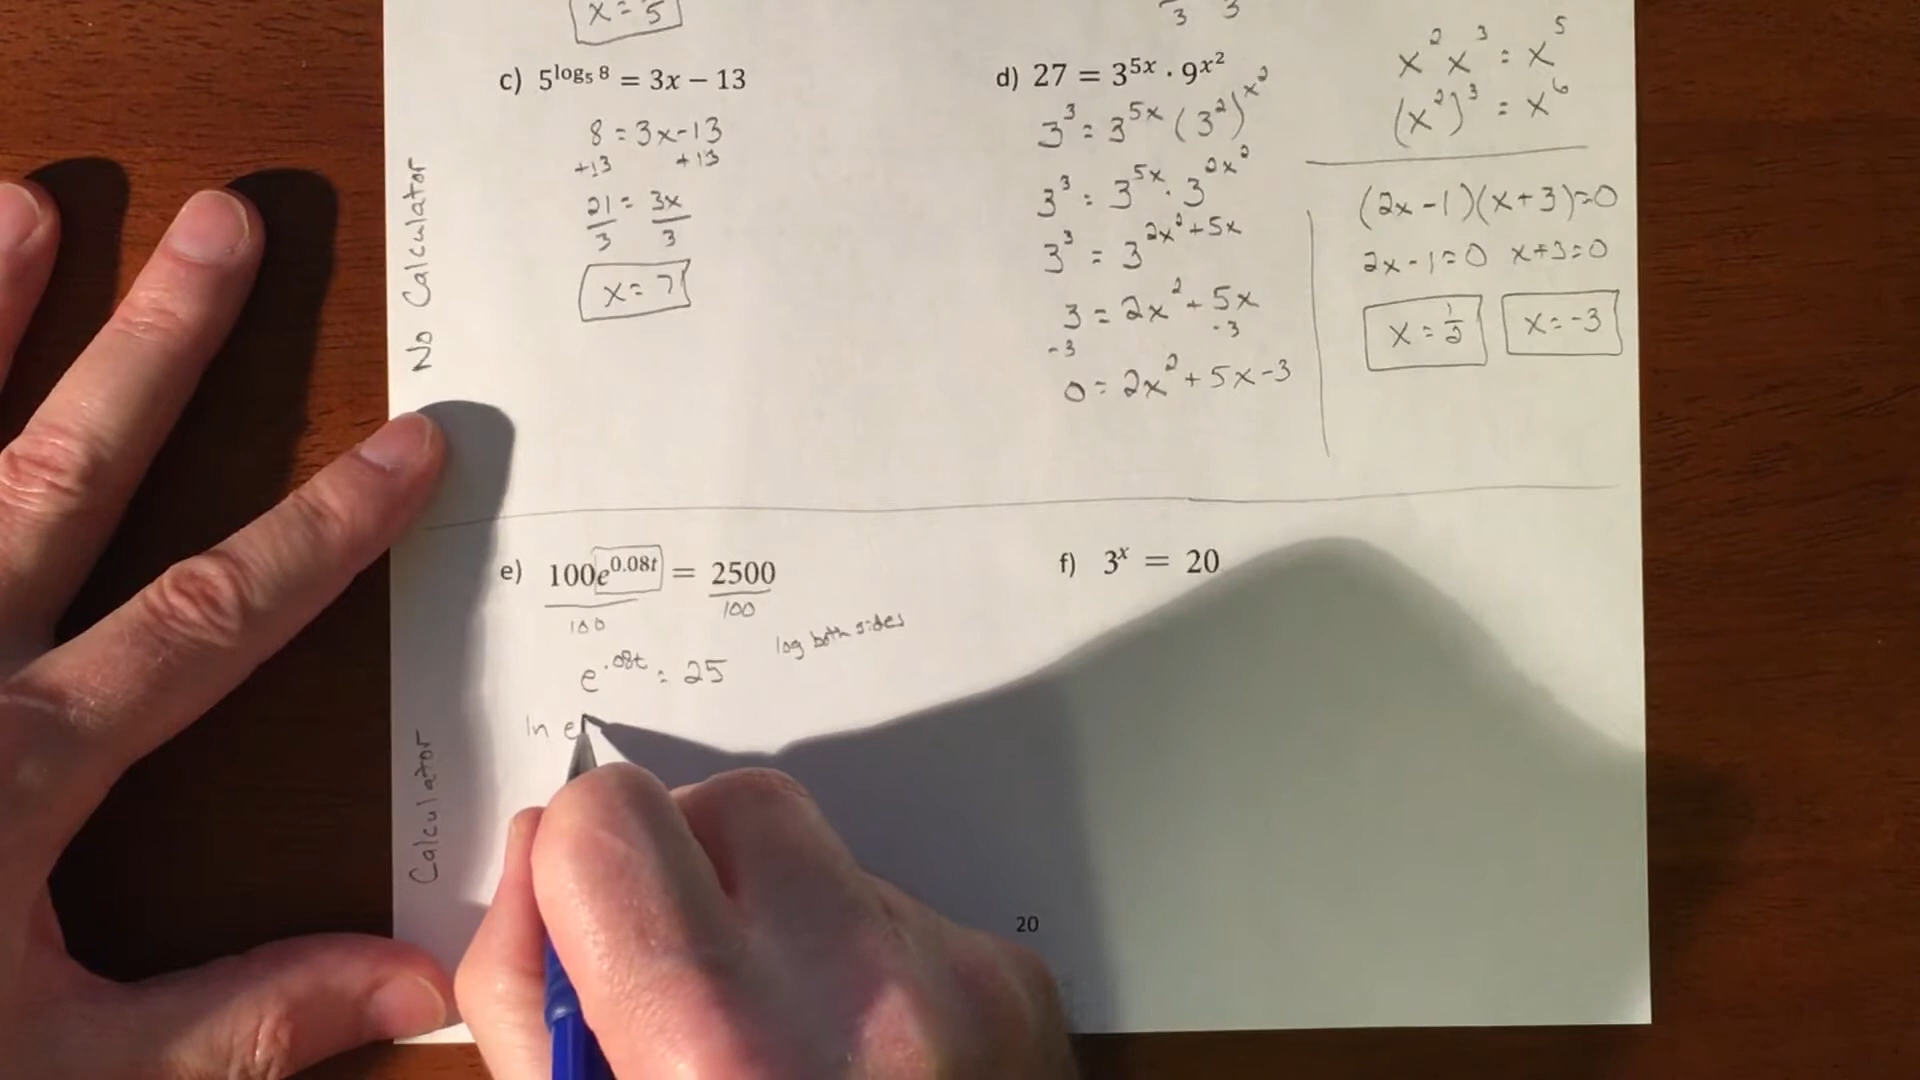 x = /5
3 3
c) 5^{log₅ 8} = 3x − 13
8 = 3x-13
+13 +13
21 = 3x
3 3
x = 7
No Calculator
d) 27 = 3^{5x} · 9^{x²}
3³ = 3^{5x} (3²)^{x²}
3³ = 3^{5x} · 3^{2x²}
3³ = 3^{2x²+5x}
3 = 2x² + 5x
-3 -3
0 = 2x² + 5x - 3
x² x³ = x⁵
(x²)³ = x⁶
(2x-1)(x+3)=0
2x-1=0 x+3=0
x = 1/2 x = -3
e) 100e^{0.08t} = 2500
100 100
log both sides
e^{.08t} = 25
ln e
Calculator
f) 3^x = 20
20